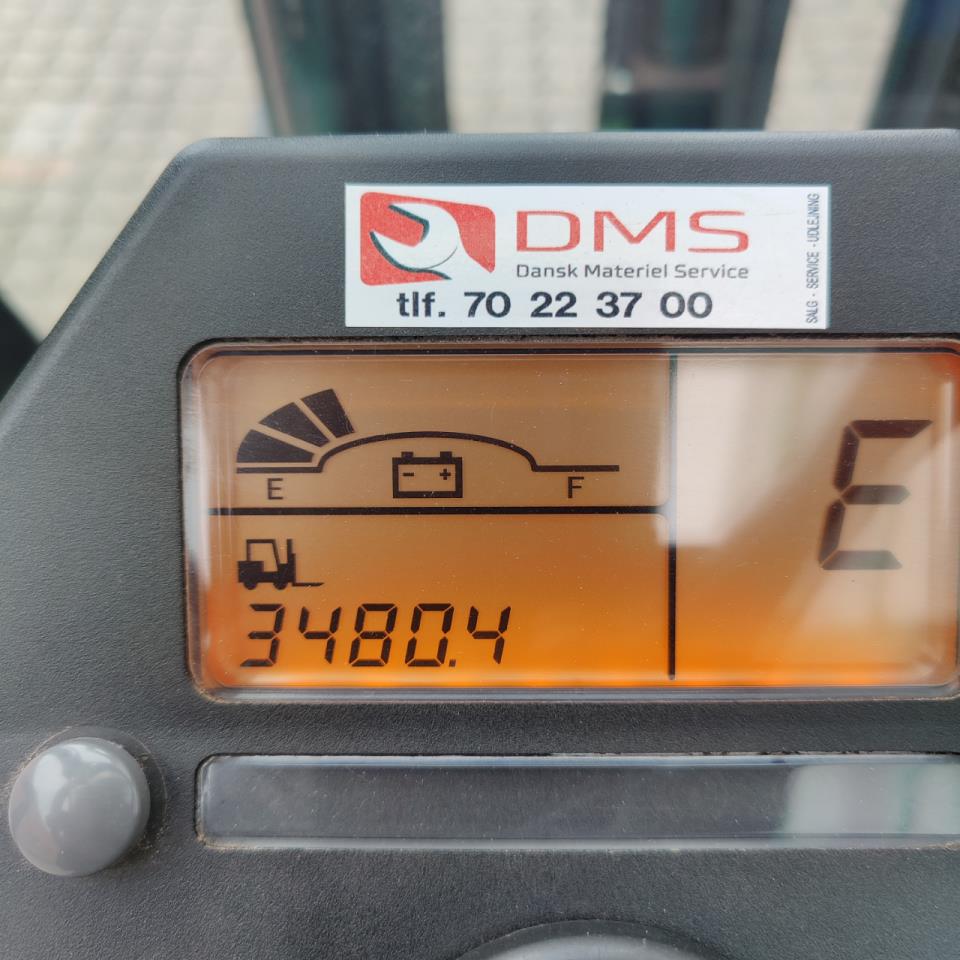 DMS
Dansk Materiel Service
tlf. 70 22 37 00
SALG - SERVICE - UDLEJNING
E
F
E
3480.4